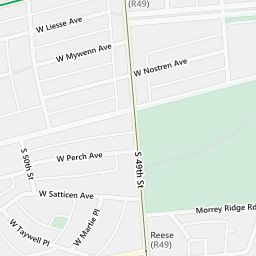 (R49)
W Liesse Ave
W Mywenn Ave
W Nostren Ave
S 50th St
W Perch Ave
S 49th St
W Satticen Ave
Morrey Ridge Rd
W Taywell Pl
W Martie Pl
Reese
(R49)